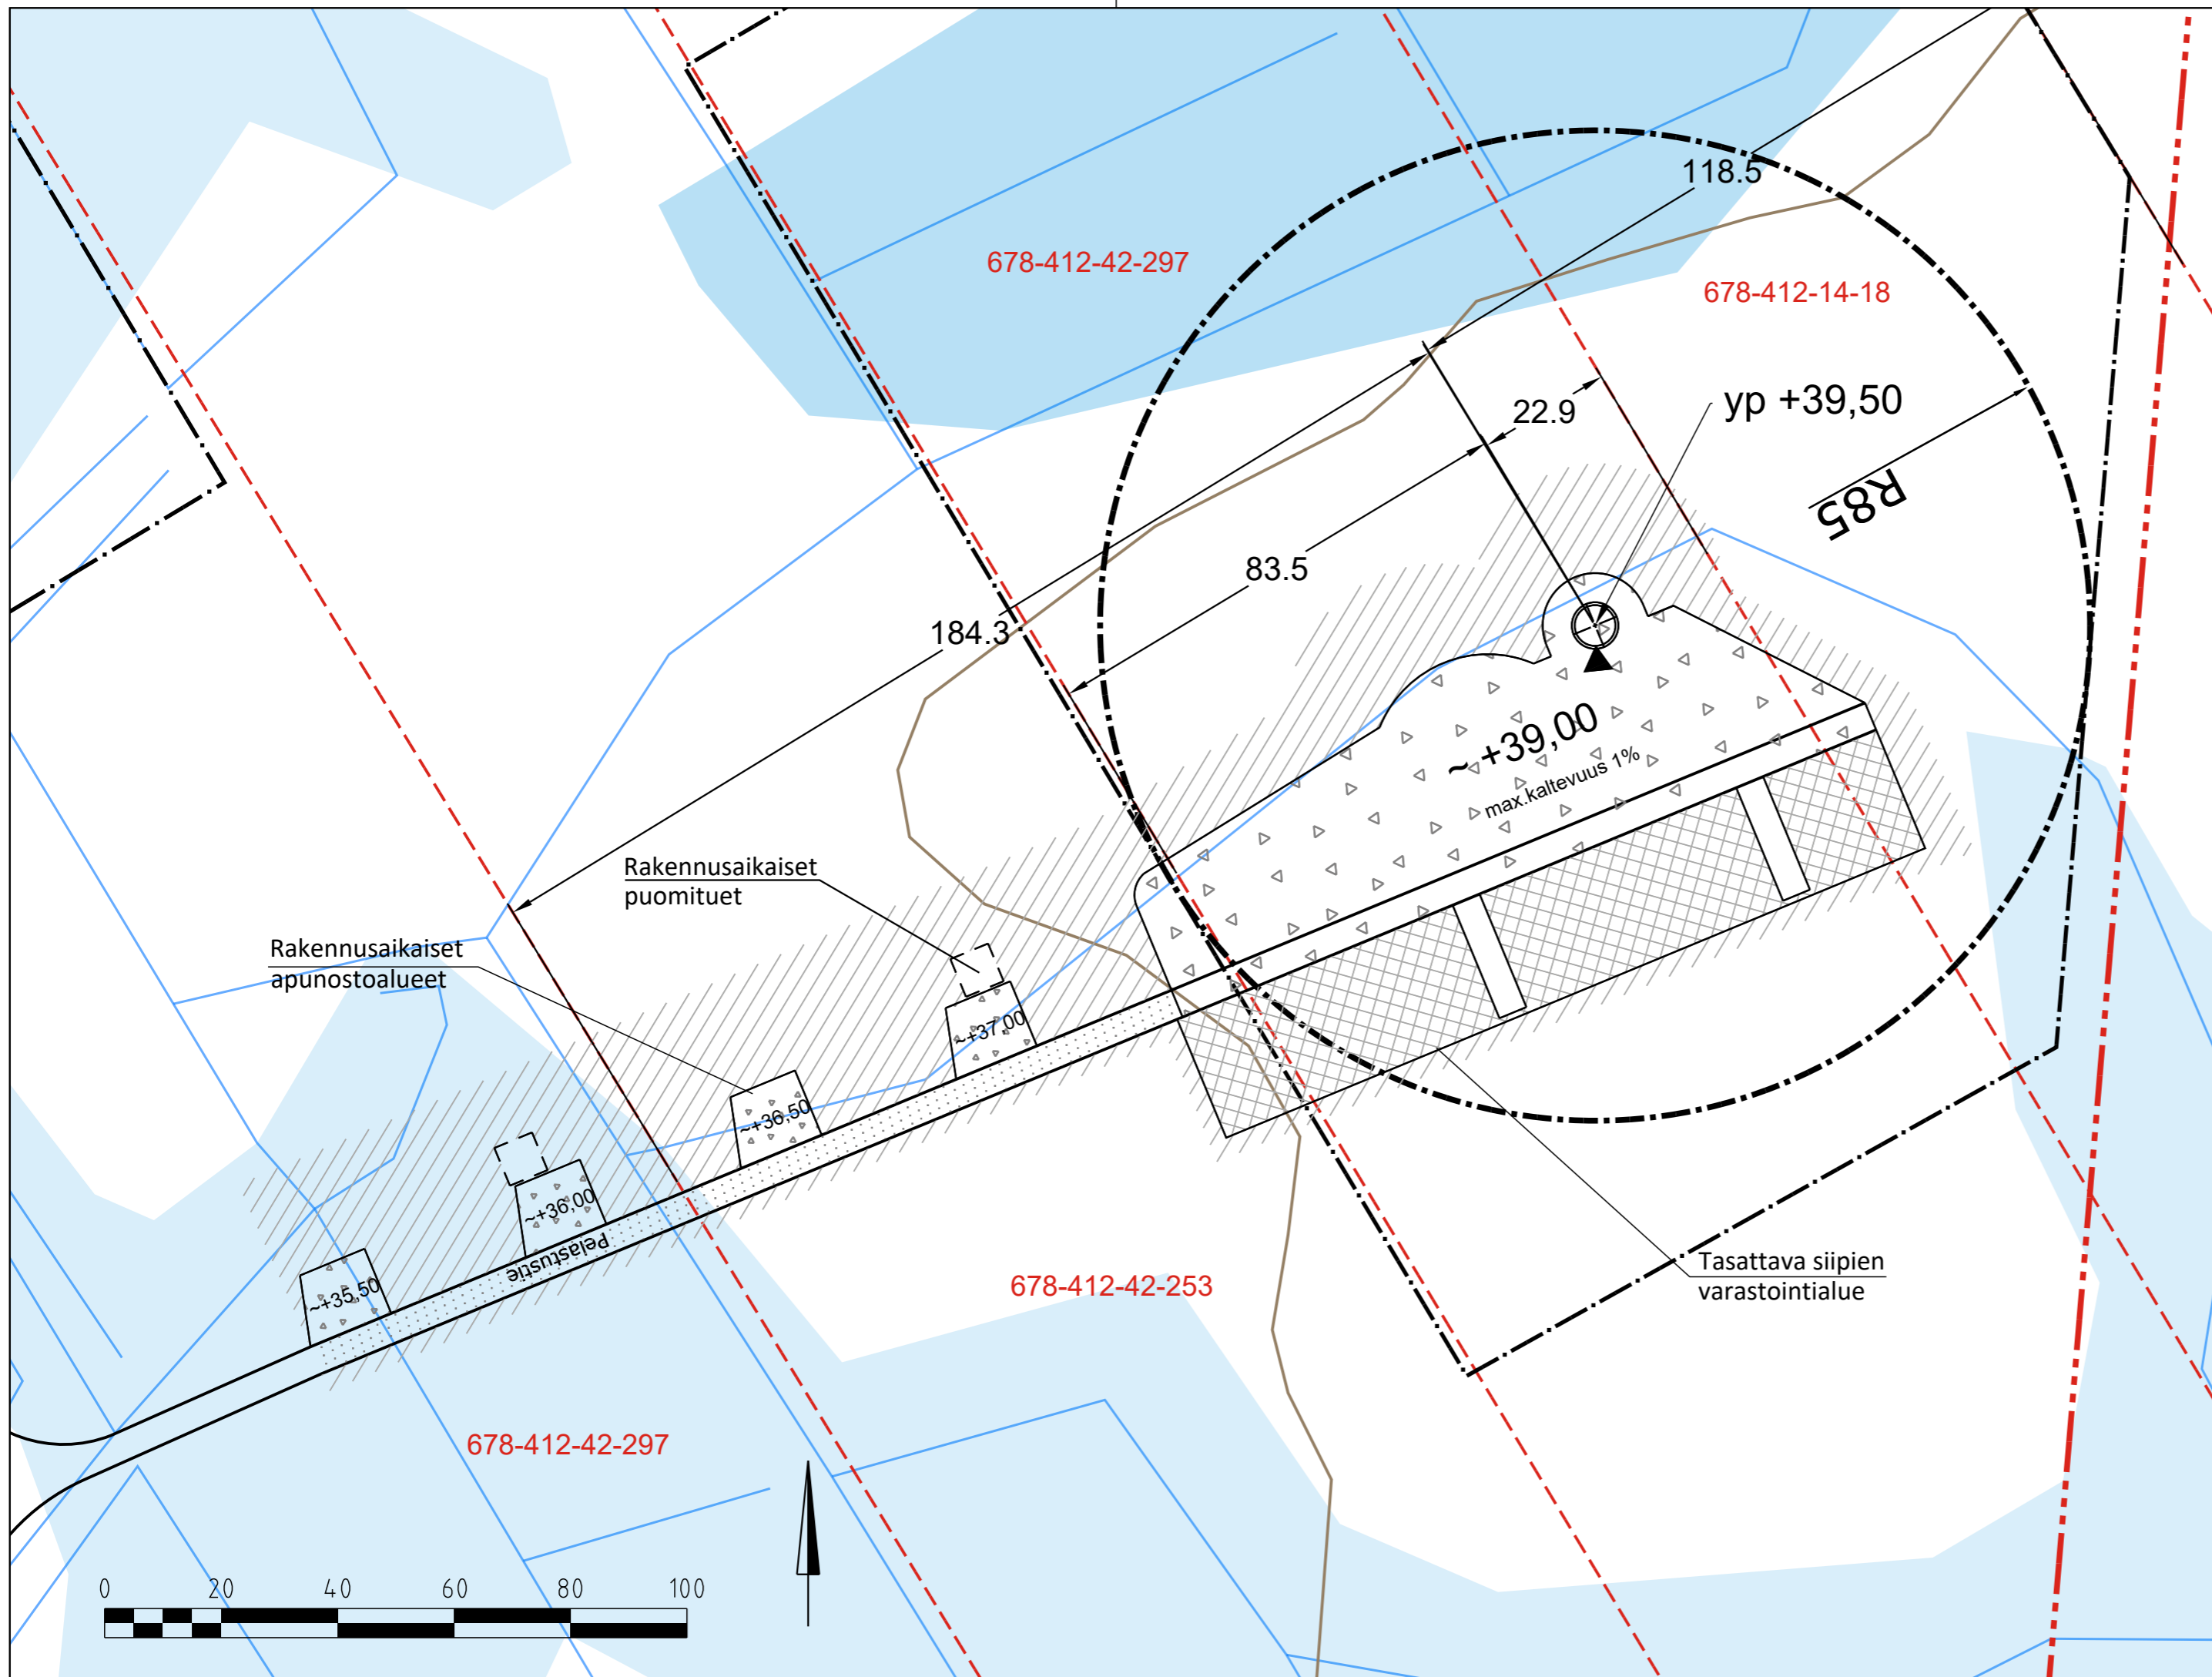 118.5
678-412-42-297
678-412-14-18
yp +39,50
22.9
R85
83.5
184.3
~+39,00
max.kaltevuus 1%
Rakennusaikaiset
puomituet
Rakennusaikaiset
apunostoalueet
~+37,00
~+36,50
~+36,00
Pelastustie
~+35,50
678-412-42-253
Tasattava siipien
varastointialue
678-412-42-297
0 20 40 60 80 100